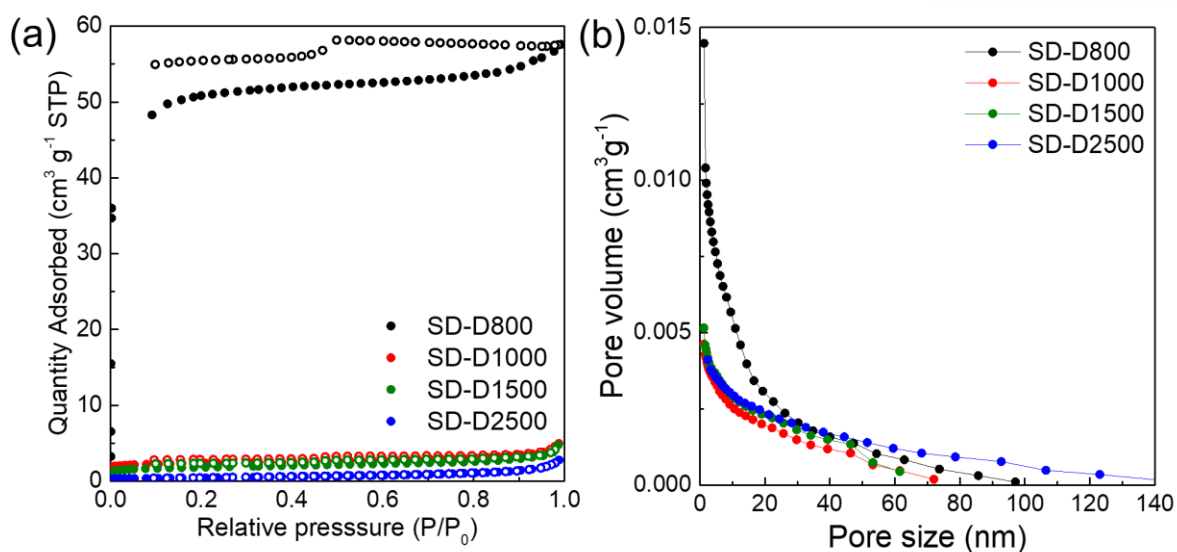 (a)
60
50
40
30
20
15
10
5
0
0.0 0.2 0.4 0.6 0.8 1.0
Quantity Adsorbed (cm³ g⁻¹ STP)
Relative presssure (P/P₀)
SD-D800
SD-D1000
SD-D1500
SD-D2500
(b)
0.015
0.010
0.005
0.000
0 20 40 60 80 100 120 140
Pore volume (cm³g⁻¹)
Pore size (nm)
SD-D800
SD-D1000
SD-D1500
SD-D2500